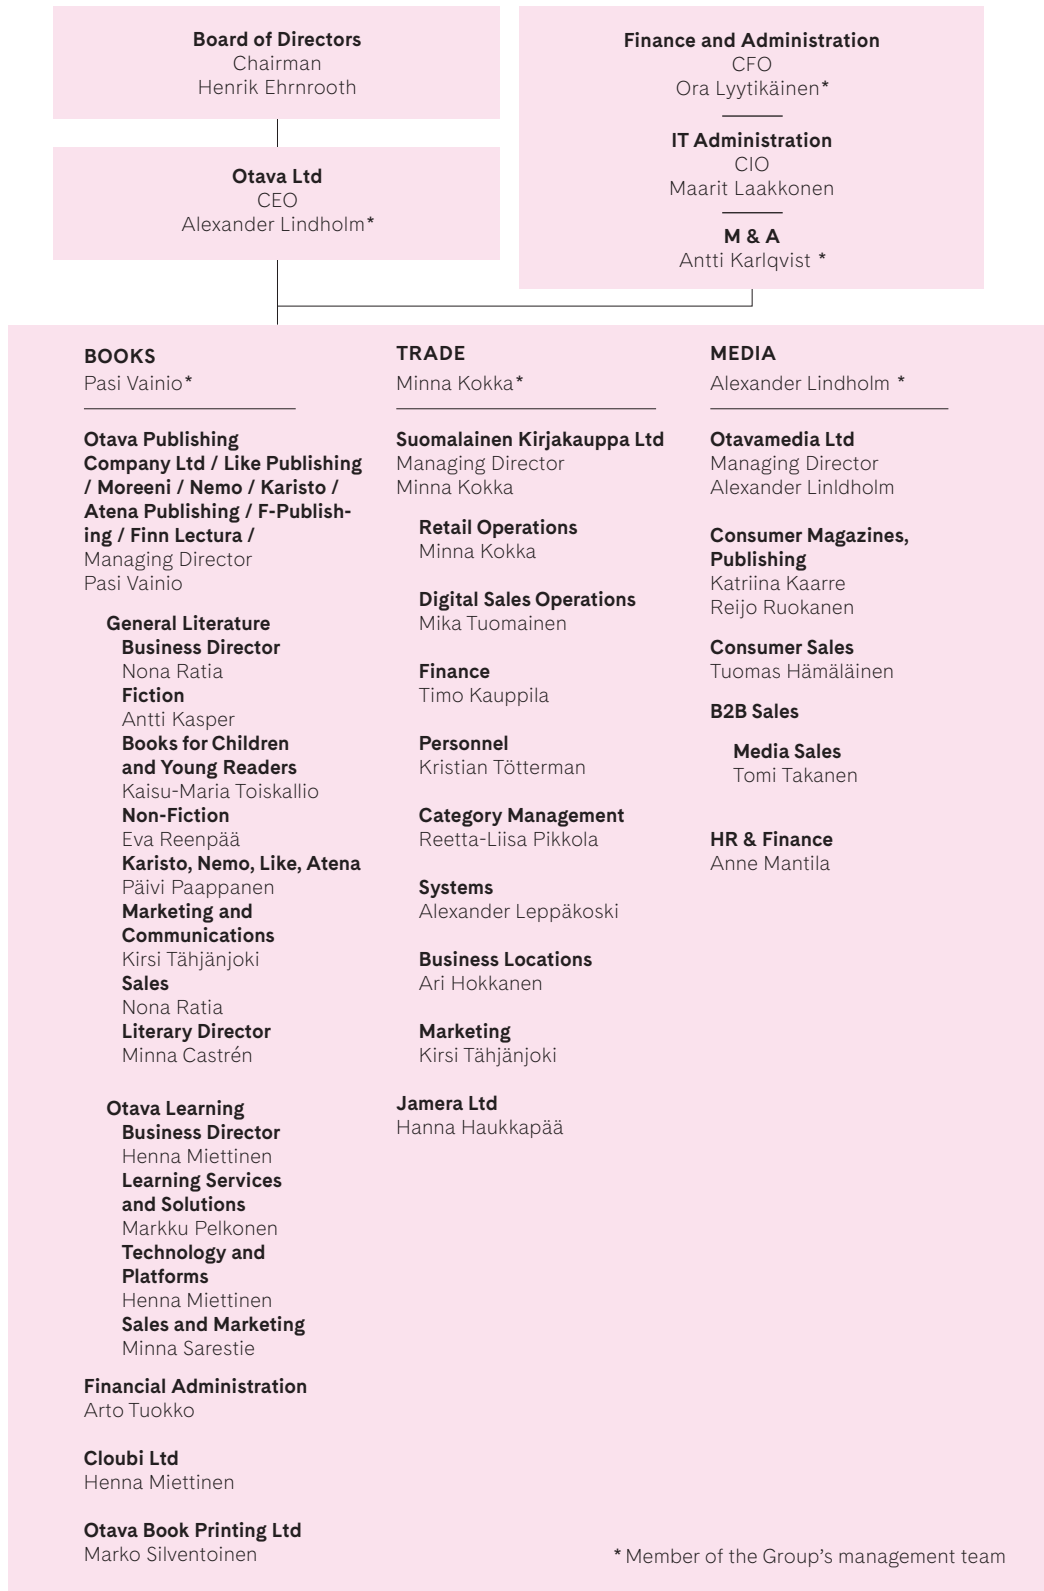 Board of Directors
Chairman
Henrik Ehrnrooth
Otava Ltd
CEO
Alexander Lindholm*
Finance and Administration
CFO
Ora Lyytikäinen*
IT Administration
CIO
Maarit Laakkonen
M & A
Antti Karlqvist *
BOOKS
Pasi Vainio*
Otava Publishing
Company Ltd / Like Publishing
/ Moreeni / Nemo / Karisto /
Atena Publishing / F-Publish-
ing / Finn Lectura /
Managing Director
Pasi Vainio
General Literature
Business Director
Nona Ratia
Fiction
Antti Kasper
Books for Children
and Young Readers
Kaisu-Maria Toiskallio
Non-Fiction
Eva Reenpää
Karisto, Nemo, Like, Atena
Päivi Paappanen
Marketing and
Communications
Kirsi Tähjänjoki
Sales
Nona Ratia
Literary Director
Minna Castrén
Otava Learning
Business Director
Henna Miettinen
Learning Services
and Solutions
Markku Pelkonen
Technology and
Platforms
Henna Miettinen
Sales and Marketing
Minna Sarestie
Financial Administration
Arto Tuokko
Cloubi Ltd
Henna Miettinen
Otava Book Printing Ltd
Marko Silventoinen
TRADE
Minna Kokka*
Suomalainen Kirjakauppa Ltd
Managing Director
Minna Kokka
Retail Operations
Minna Kokka
Digital Sales Operations
Mika Tuomainen
Finance
Timo Kauppila
Personnel
Kristian Tötterman
Category Management
Reetta-Liisa Pikkola
Systems
Alexander Leppäkoski
Business Locations
Ari Hokkanen
Marketing
Kirsi Tähjänjoki
Jamera Ltd
Hanna Haukkapää
MEDIA
Alexander Lindholm *
Otavamedia Ltd
Managing Director
Alexander Linldholm
Consumer Magazines,
Publishing
Katriina Kaarre
Reijo Ruokanen
Consumer Sales
Tuomas Hämäläinen
B2B Sales
Media Sales
Tomi Takanen
HR & Finance
Anne Mantila
* Member of the Group's management team